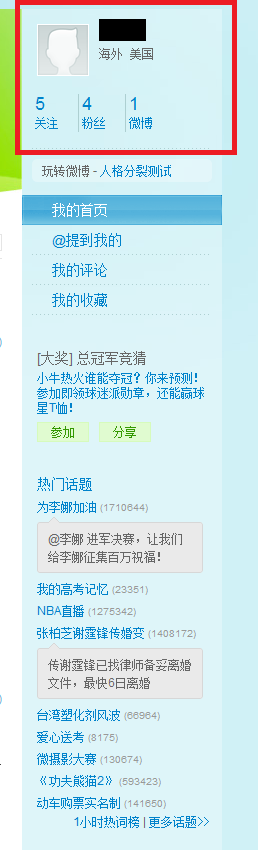 海外 美国
5 4 1
关注 粉丝 微博
玩转微博 - 人格分裂测试
我的首页
@提到我的
我的评论
我的收藏
[大奖] 总冠军竞猜
小牛热火谁能夺冠？你来预测！
参加即领球迷派勋章，还能赢球
星T恤！
参加 分享
热门话题
为李娜加油 (1710644)
@李娜 进军决赛，让我们
给李娜征集百万祝福！
我的高考记忆 (23351)
NBA直播 (1275342)
张柏芝谢霆锋传婚变 (1408172)
传谢霆锋已找律师备妥离婚
文件，最快6日离婚
台湾塑化剂风波 (66964)
爱心送考 (8175)
微摄影大赛 (130674)
《功夫熊猫2》 (593423)
动车购票实名制 (141650)
1小时热词榜 | 更多话题>>